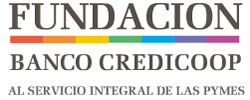 FUNDACION
BANCO CREDICOOP
AL SERVICIO INTEGRAL DE LAS PYMES